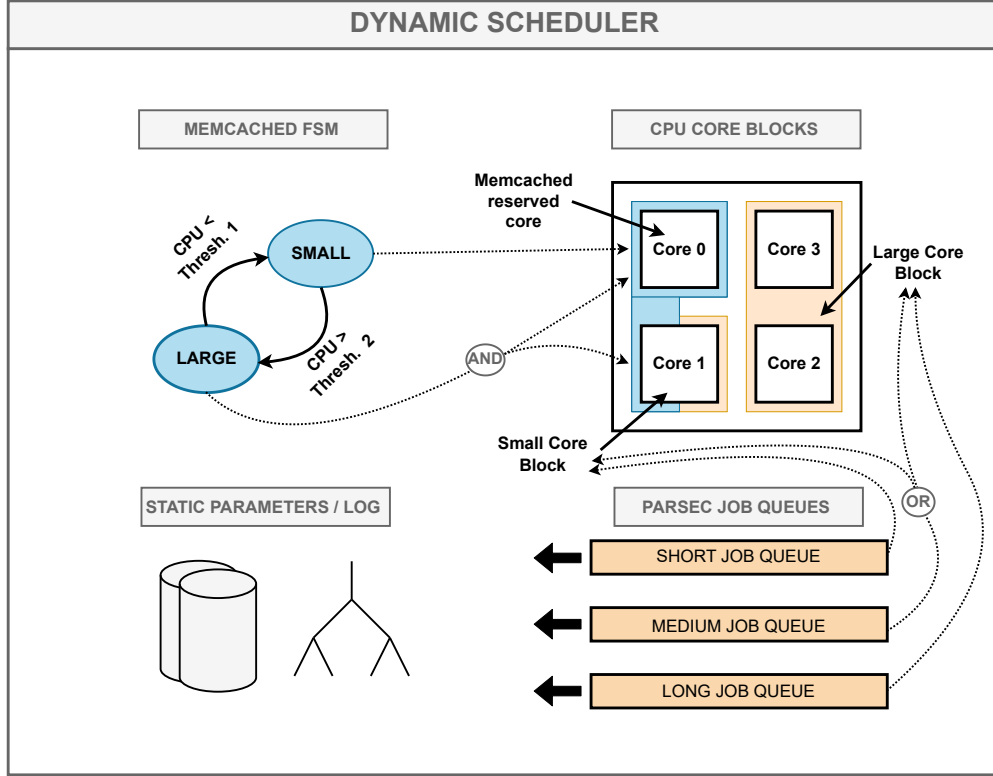 DYNAMIC SCHEDULER
MEMCACHED FSM
CPU CORE BLOCKS
CPU <
Thresh. 1
SMALL
LARGE
CPU >
Thresh. 2
AND
Memcached
reserved
core
Core 0
Core 3
Core 1
Core 2
Large Core
Block
Small Core
Block
STATIC PARAMETERS / LOG
PARSEC JOB QUEUES
OR
SHORT JOB QUEUE
MEDIUM JOB QUEUE
LONG JOB QUEUE